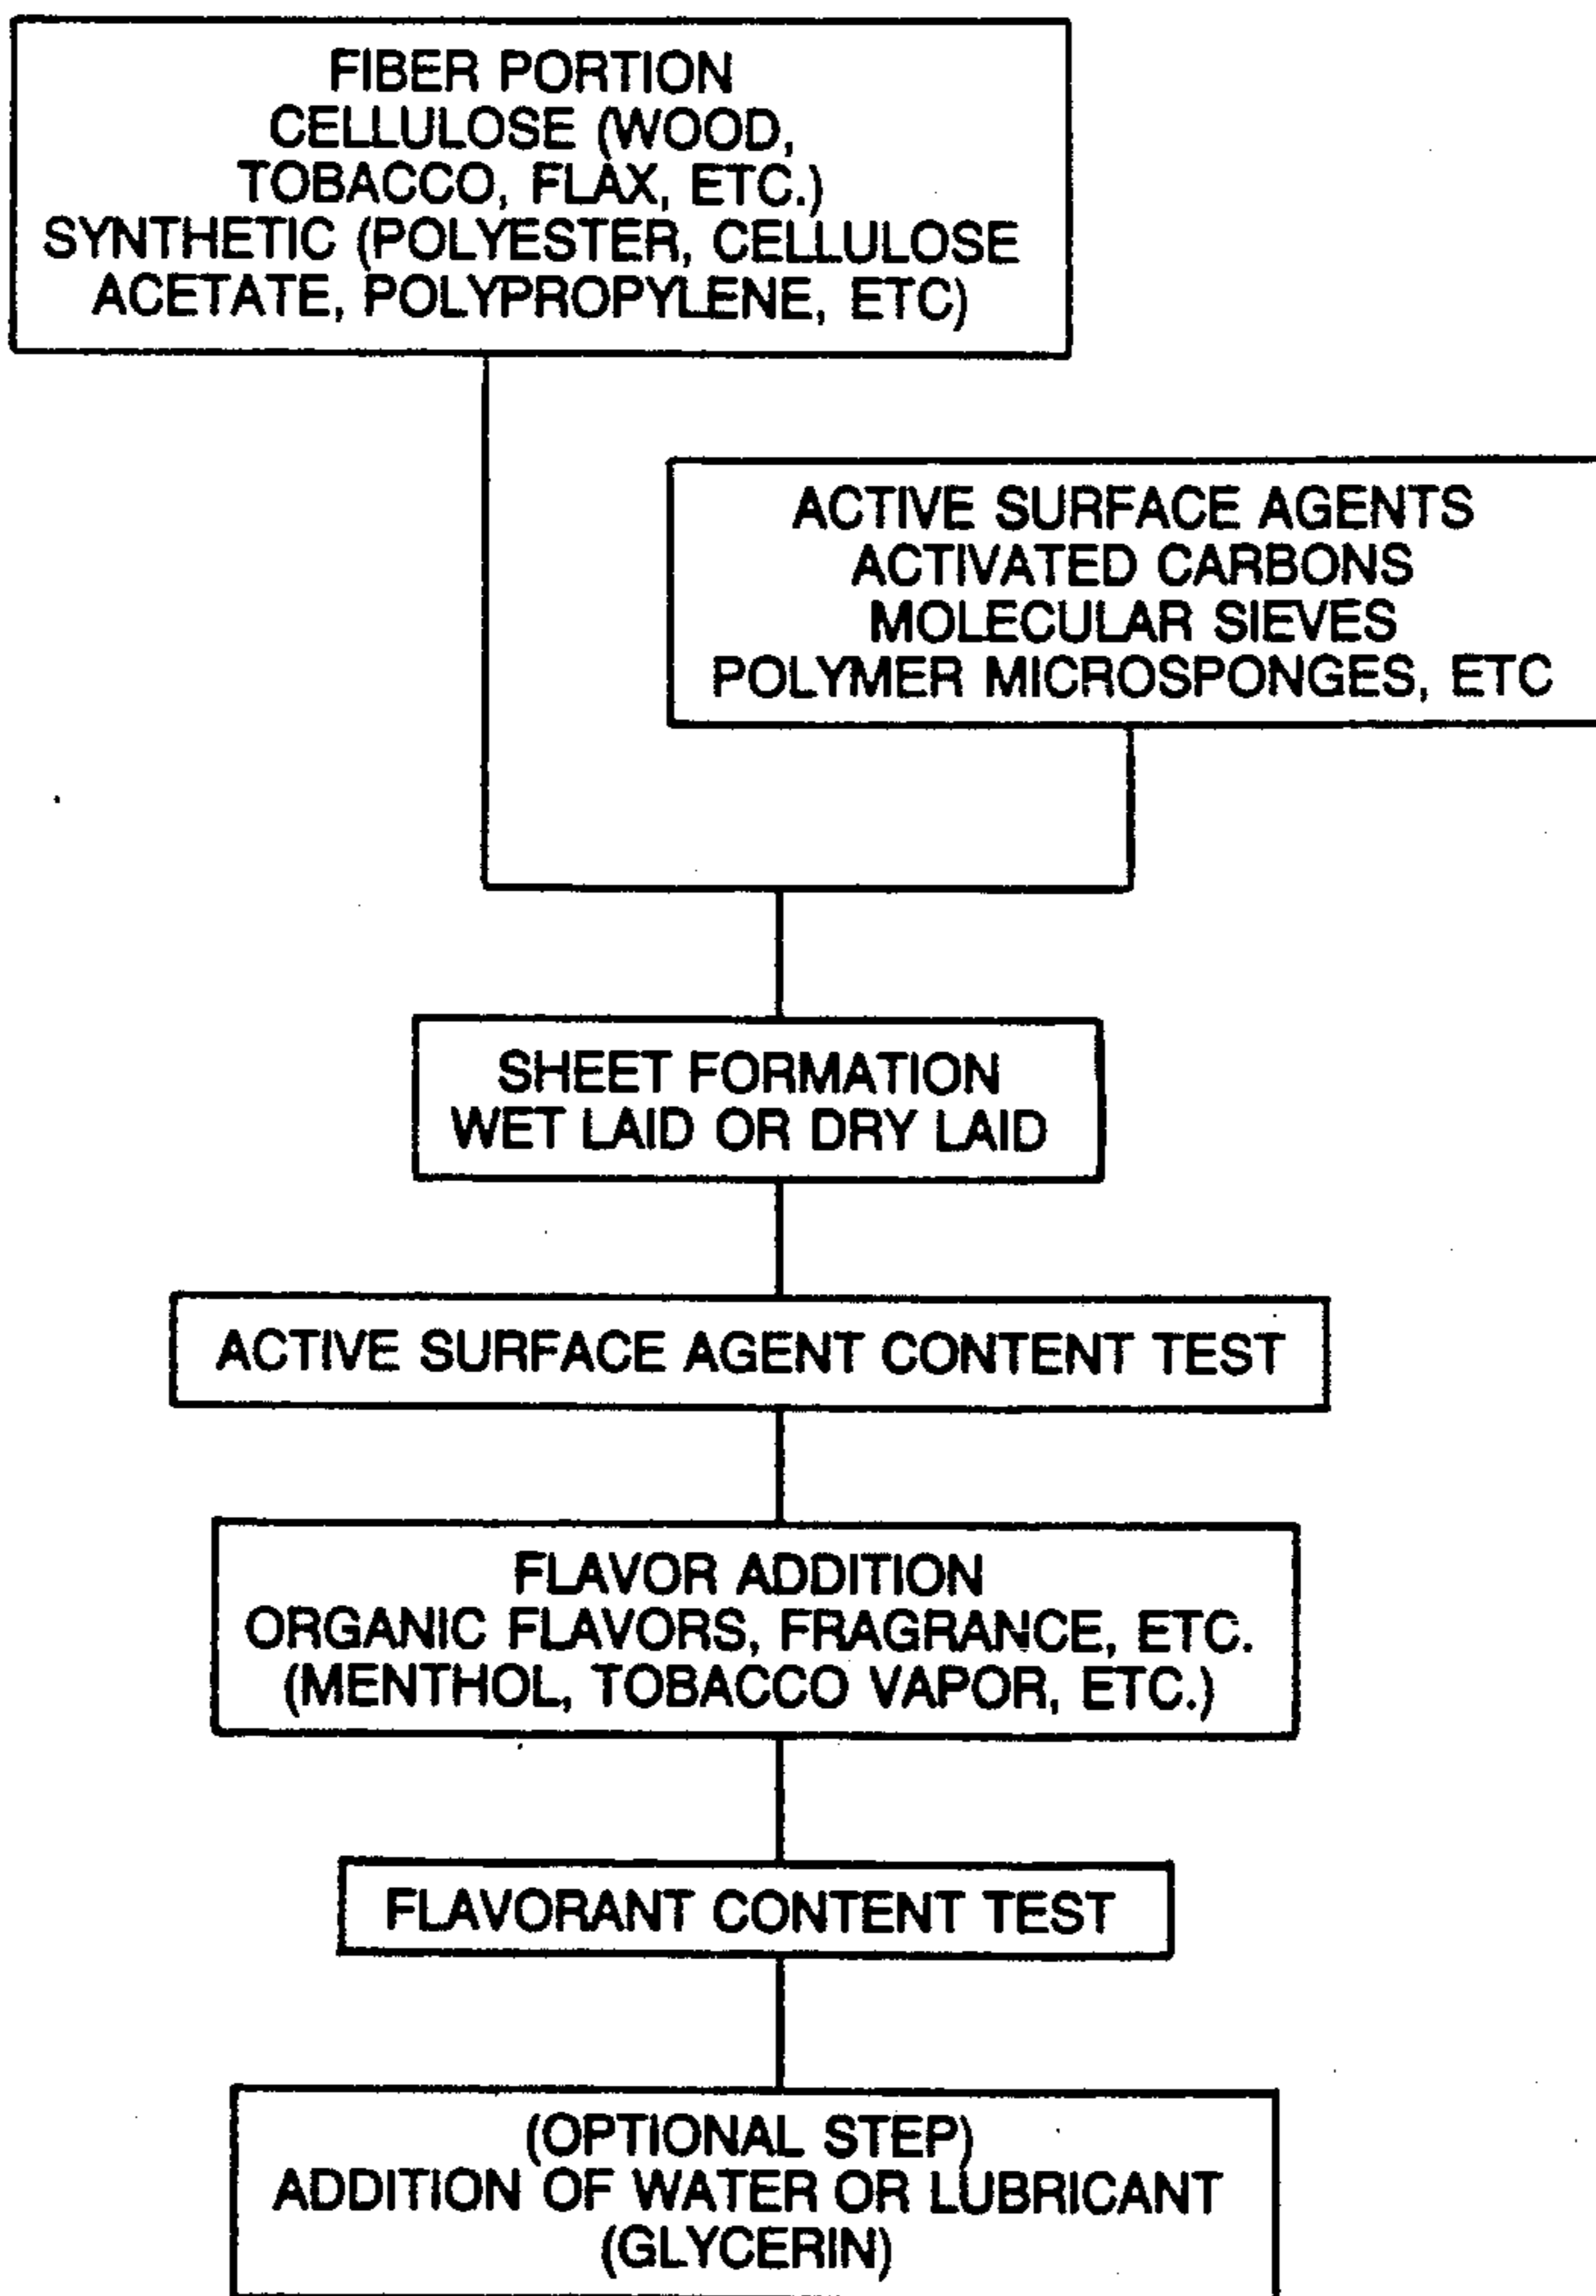 FIBER PORTION
CELLULOSE (WOOD,
TOBACCO, FLAX, ETC.)
SYNTHETIC (POLYESTER, CELLULOSE
ACETATE, POLYPROPYLENE, ETC)
ACTIVE SURFACE AGENTS
ACTIVATED CARBONS
MOLECULAR SIEVES
POLYMER MICROSPONGES, ETC
SHEET FORMATION
WET LAID OR DRY LAID
ACTIVE SURFACE AGENT CONTENT TEST
FLAVOR ADDITION
ORGANIC FLAVORS, FRAGRANCE, ETC.
(MENTHOL, TOBACCO VAPOR, ETC.)
FLAVORANT CONTENT TEST
(OPTIONAL STEP)
ADDITION OF WATER OR LUBRICANT
(GLYCERIN)